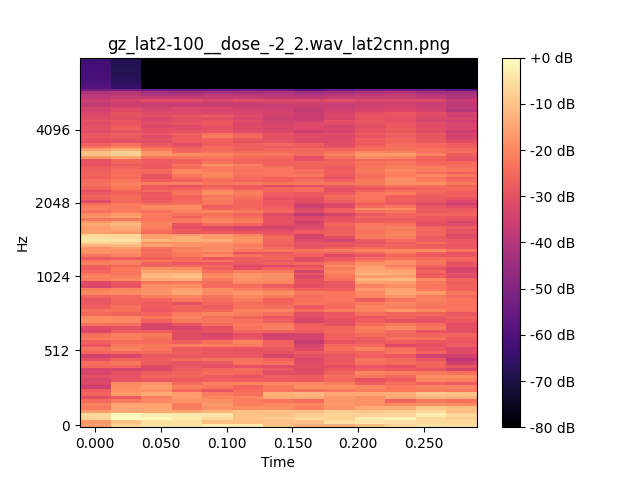 gz_lat2-100__dose_-2_2.wav_lat2cnn.png
+0 dB
-10 dB
-20 dB
-30 dB
-40 dB
-50 dB
-60 dB
-70 dB
-80 dB
Hz
4096
2048
1024
512
0
0.000 0.050 0.100 0.150 0.200 0.250
Time